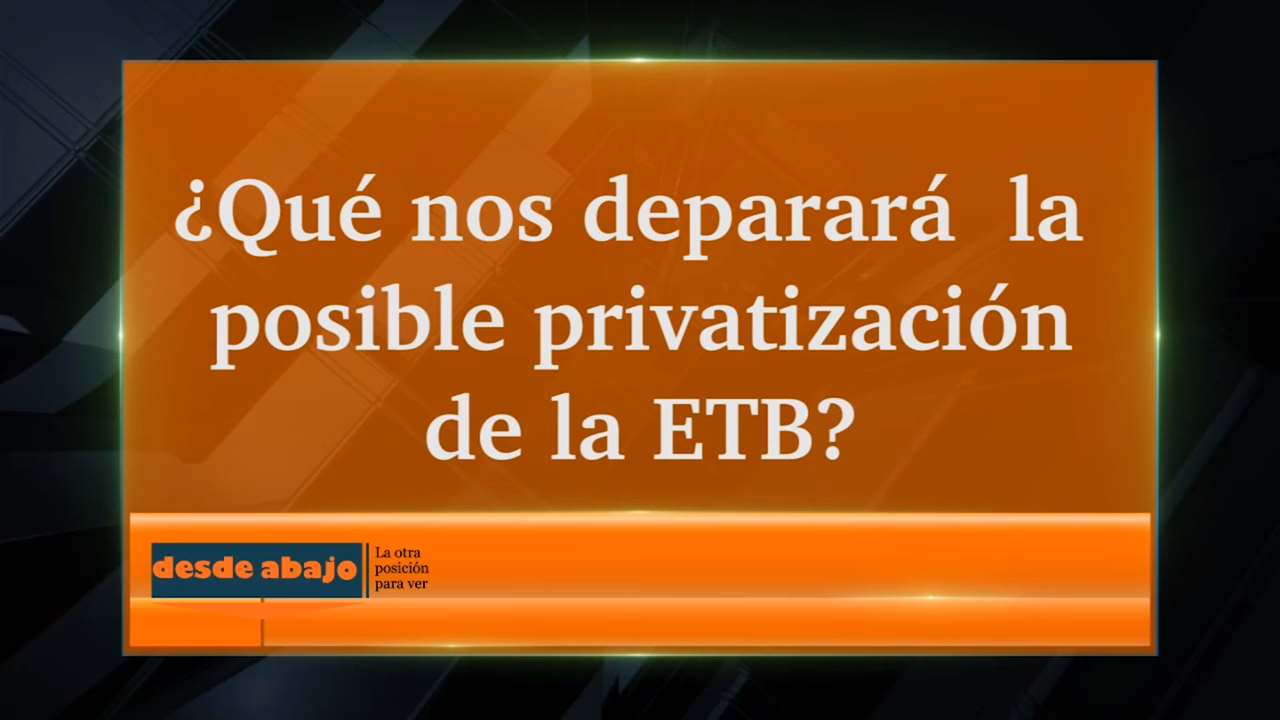 ¿Qué nos deparará  la
posible privatización
de la ETB?
desde abajo
La otra
posición
para ver